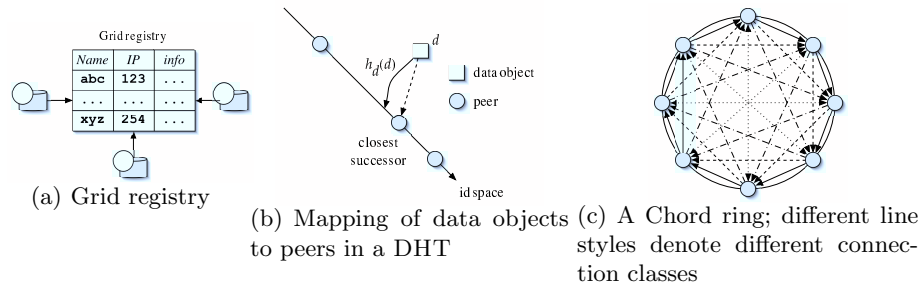 Grid registry
Name IP info
abc 123 ...
... ... ...
xyz 254 ...
(a) Grid registry
d
h_d(d)
data object
peer
closest
successor
id space
(b) Mapping of data objects
to peers in a DHT
(c) A Chord ring; different line
styles denote different connec-
tion classes